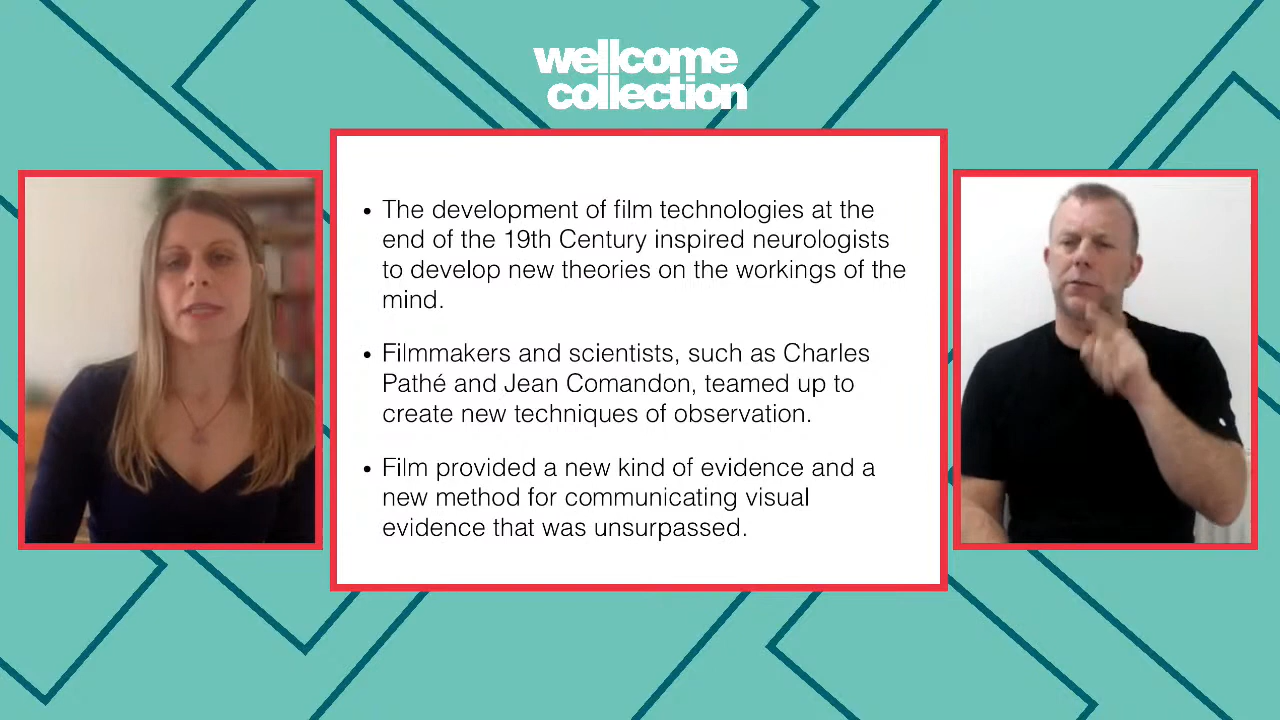 wellcome
collection
• The development of film technologies at the
end of the 19th Century inspired neurologists
to develop new theories on the workings of the
mind.
• Filmmakers and scientists, such as Charles
Pathé and Jean Comandon, teamed up to
create new techniques of observation.
• Film provided a new kind of evidence and a
new method for communicating visual
evidence that was unsurpassed.